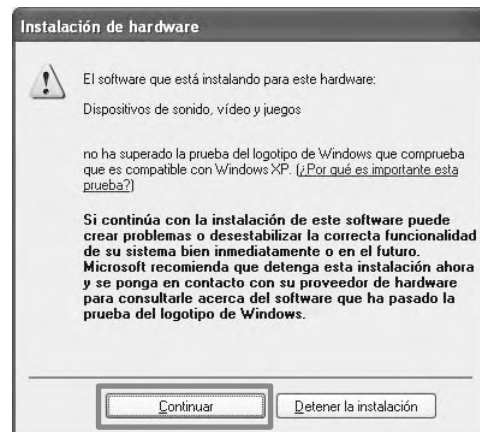 Instalación de hardware
El software que está instalando para este hardware:
Dispositivos de sonido, vídeo y juegos
no ha superado la prueba del logotipo de Windows que comprueba
que es compatible con Windows XP. (¿Por qué es importante esta
prueba?)
Si continúa con la instalación de este software puede
crear problemas o desestabilizar la correcta funcionalidad
de su sistema bien inmediatamente o en el futuro.
Microsoft recomienda que detenga esta instalación ahora
y se ponga en contacto con su proveedor de hardware
para consultarle acerca del software que ha pasado la
prueba del logotipo de Windows.
Continuar
Detener la instalación